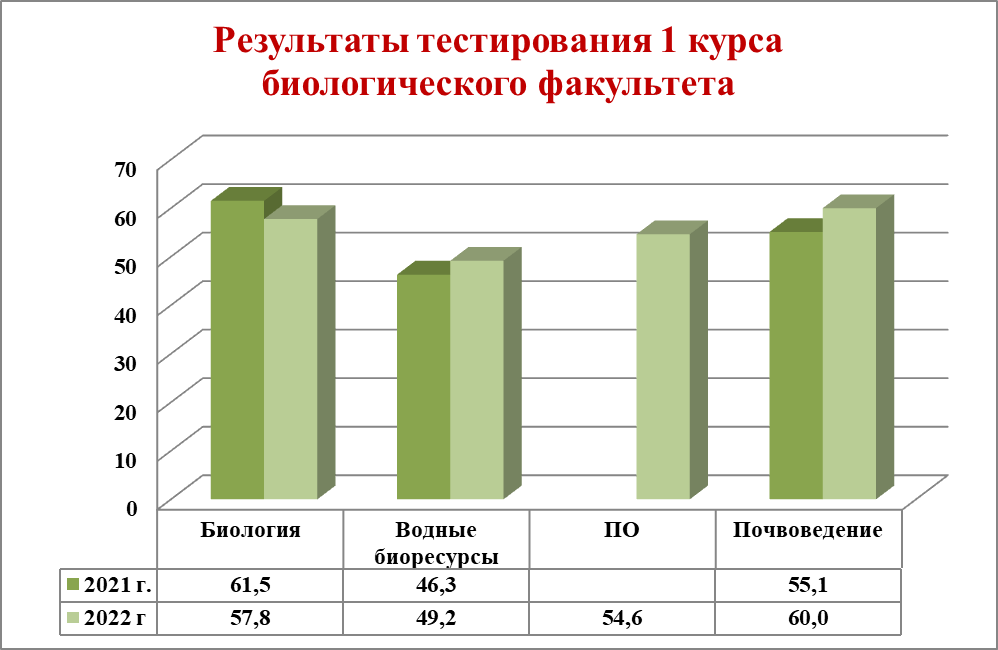 Результаты тестирования 1 курса
биологического факультета
70
60
50
40
30
20
10
0
Биология Водные биоресурсы ПО Почвоведение
2021 г. 61,5 46,3 55,1
2022 г 57,8 49,2 54,6 60,0